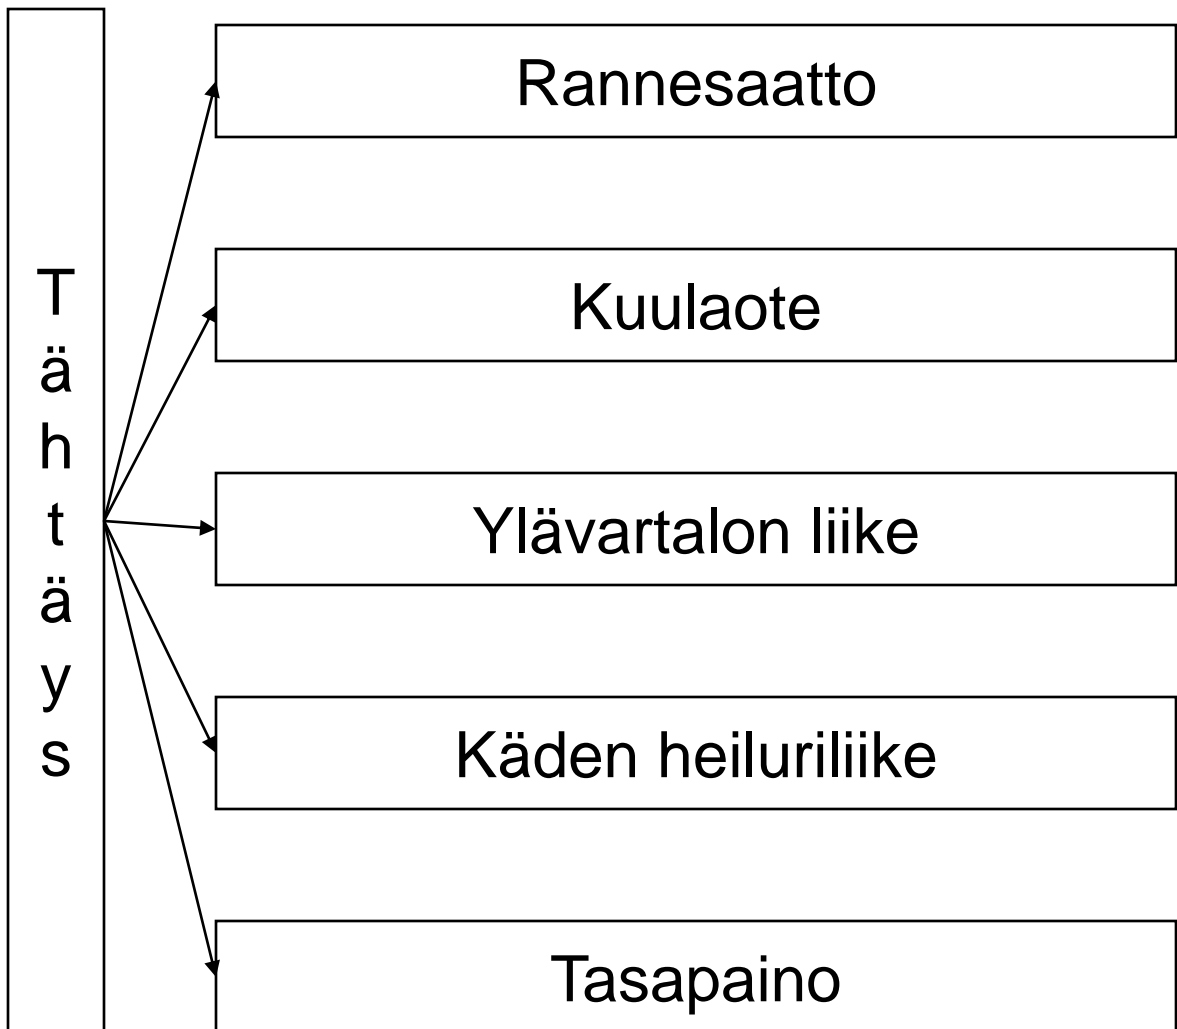 Tähtäys
Rannesaatto
Kuulaote
Ylävartalon liike
Käden heiluriliike
Tasapaino